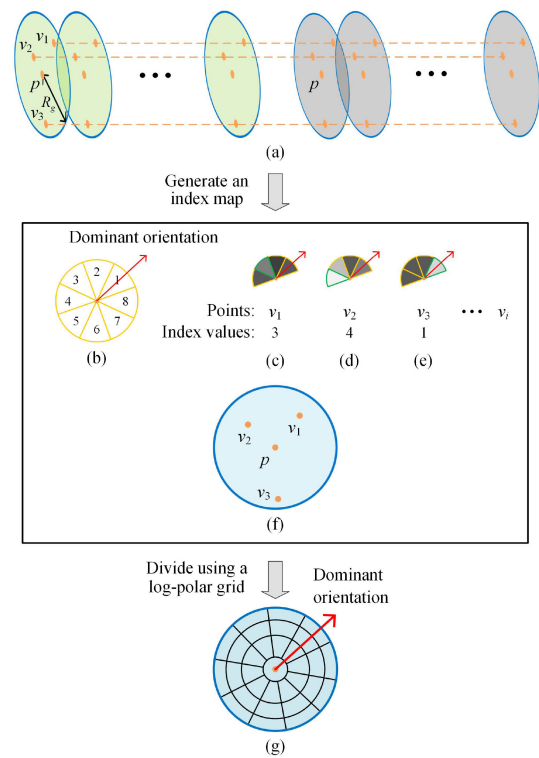 v1
v2
p
Rg
v3
• • •
p
• • •
(a)
Generate an
index map
Dominant orientation
3 2 1
4 8
5 6 7
(b)
Points: v1 v2 v3 • • • vi
Index values: 3 4 1
(c) (d) (e)
v1
v2
p
v3
(f)
Divide using a
log-polar grid
Dominant
orientation
(g)